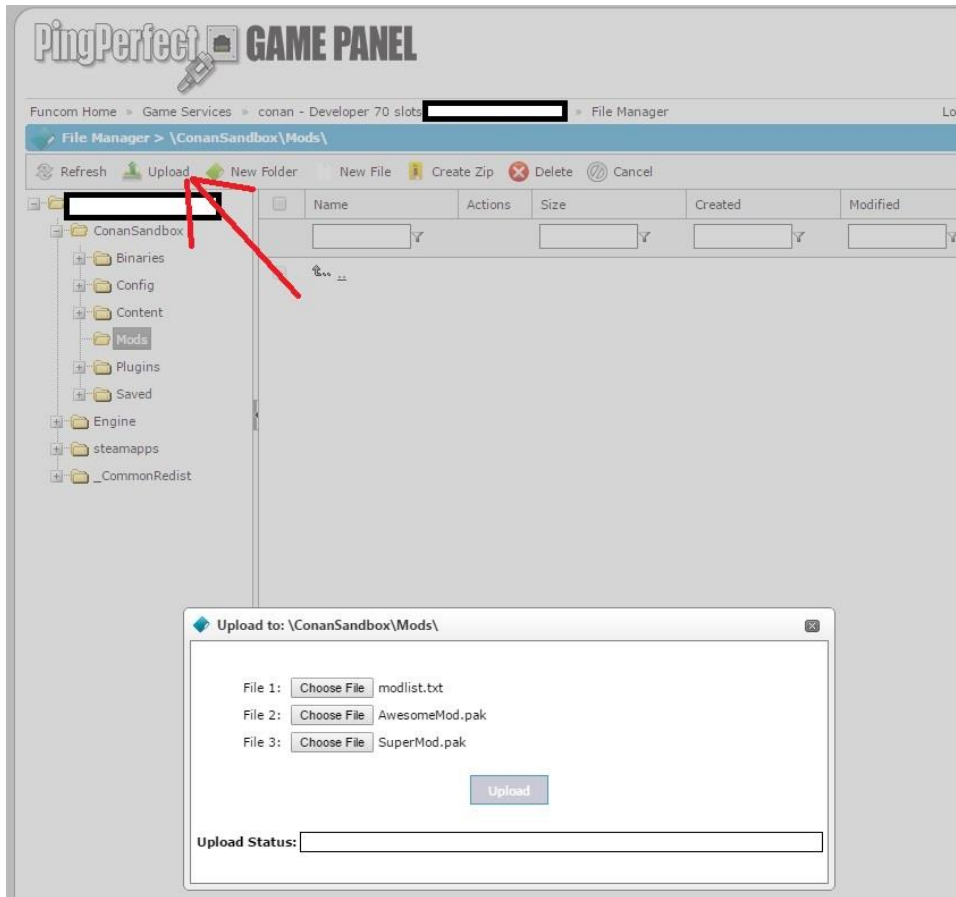 PingPerfect GAME PANEL
Funcom Home » Game Services » conan - Developer 70 slots » File Manager Lo
File Manager > \ConanSandbox\Mods\
Refresh Upload New Folder New File Create Zip Delete Cancel
Name Actions Size Created Modified
ConanSandbox
Binaries
Config
Content
Mods
Plugins
Saved
Engine
steamapps
_CommonRedist
..
Upload to: \ConanSandbox\Mods\
File 1: Choose File modlist.txt
File 2: Choose File AwesomeMod.pak
File 3: Choose File SuperMod.pak
Upload
Upload Status: